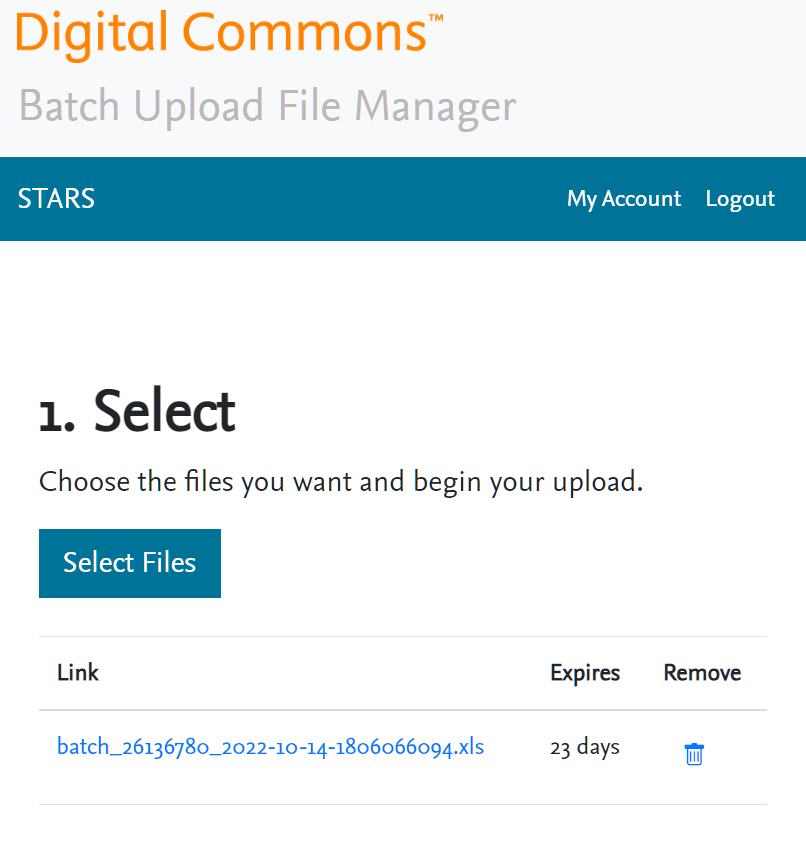 Digital Commons™
Batch Upload File Manager
STARS My Account Logout
1. Select
Choose the files you want and begin your upload.
Select Files
Link Expires Remove
batch_26136780_2022-10-14-1806066094.xls 23 days